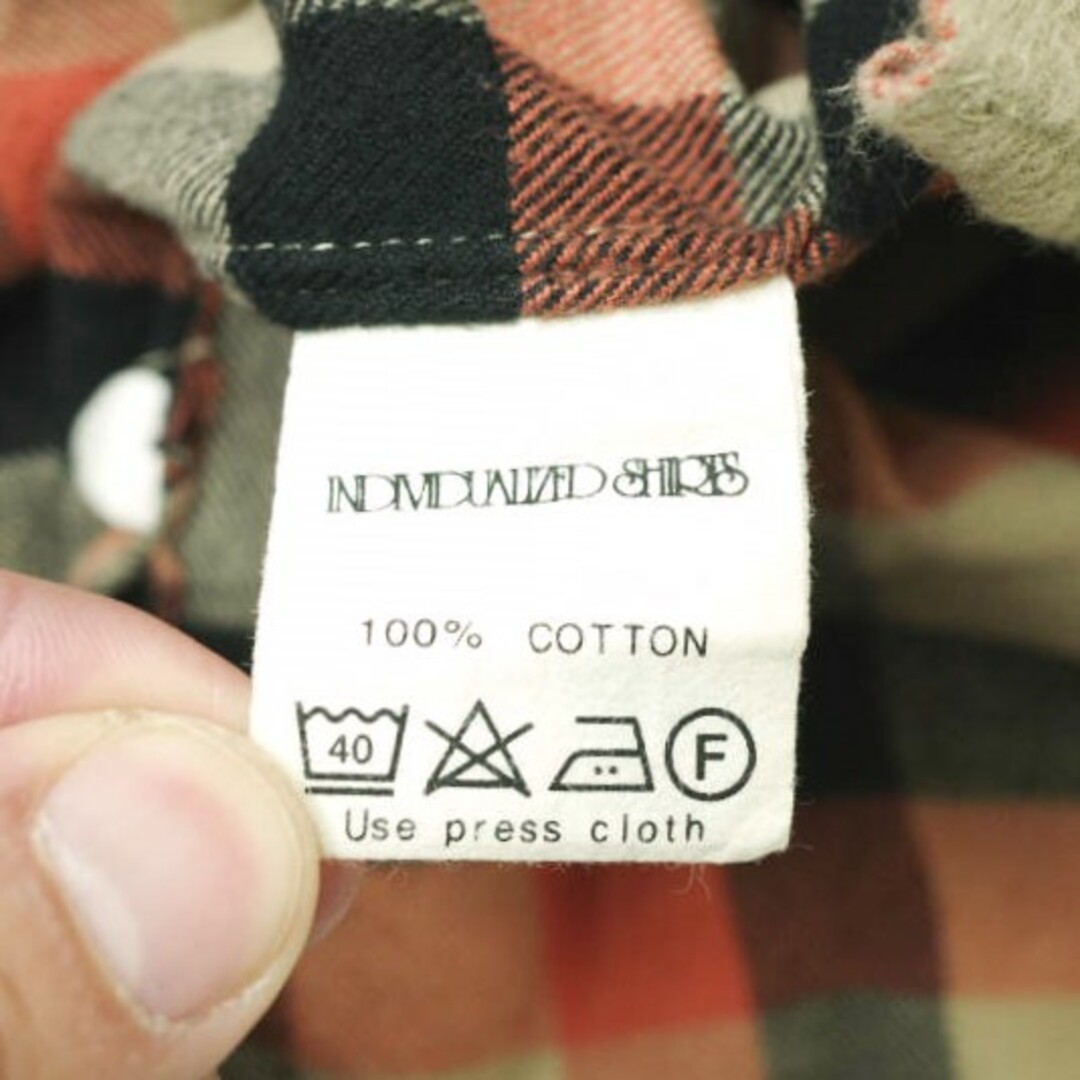 INDIVIDUALIZED SHIRTS
100% COTTON
40 F
Use press cloth